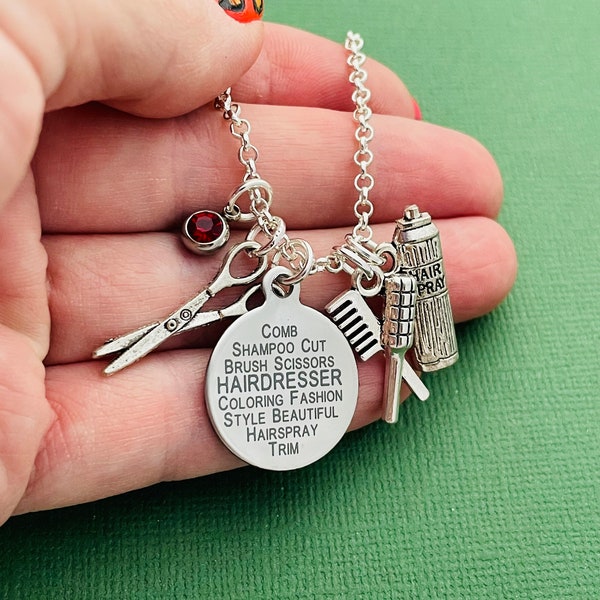 Comb
Shampoo Cut
Brush Scissors
HAIRDRESSER
Coloring Fashion
Style Beautiful
Hairspray
Trim
HAIR
SPRAY